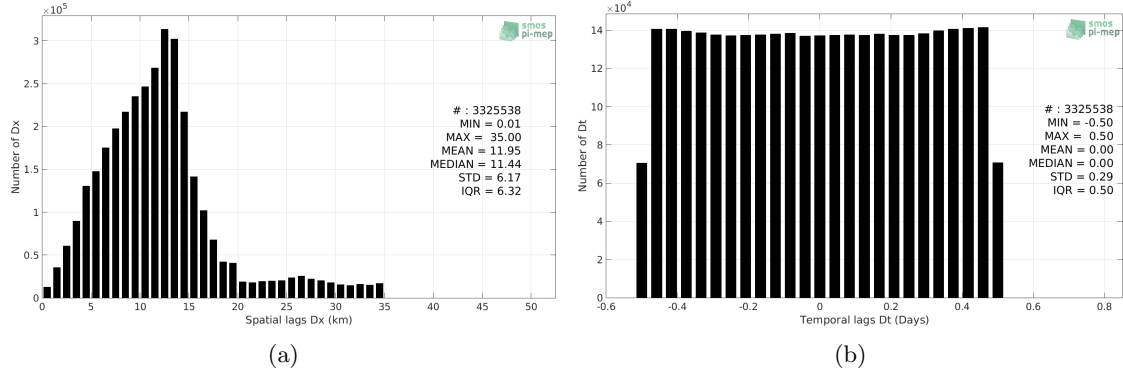 ×10⁵
smos
pi-mep
3
2.5
2
1.5
1
0.5
0
Number of Dx
# : 3325538
MIN = 0.01
MAX = 35.00
MEAN = 11.95
MEDIAN = 11.44
STD = 6.17
IQR = 6.32
0 5 10 15 20 25 30 35 40 45 50
Spatial lags Dx (km)
(a)
×10⁴
smos
pi-mep
14
12
10
8
6
4
2
0
Number of Dt
# : 3325538
MIN = -0.50
MAX = 0.50
MEAN = 0.00
MEDIAN = 0.00
STD = 0.29
IQR = 0.50
-0.6 -0.4 -0.2 0 0.2 0.4 0.6 0.8
Temporal lags Dt (Days)
(b)